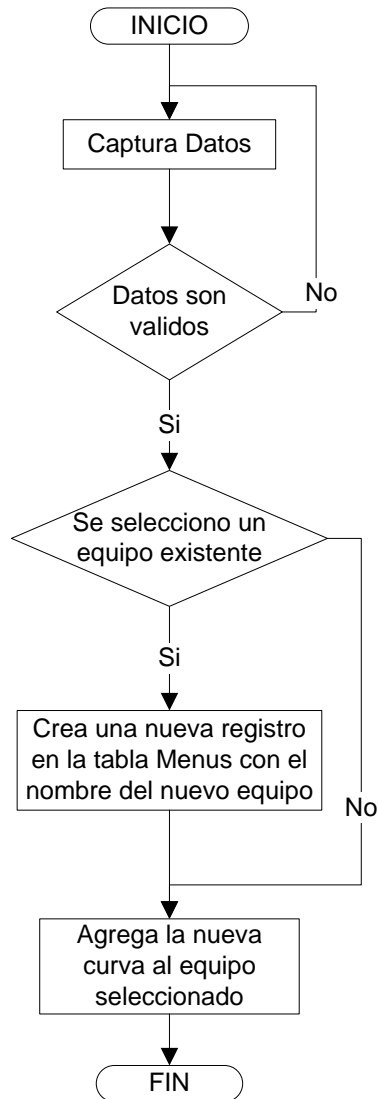 INICIO
Captura Datos
Datos son
validos
No
Si
Se selecciono un
equipo existente
Si
Crea una nueva registro
en la tabla Menus con el
nombre del nuevo equipo
No
Agrega la nueva
curva al equipo
seleccionado
FIN